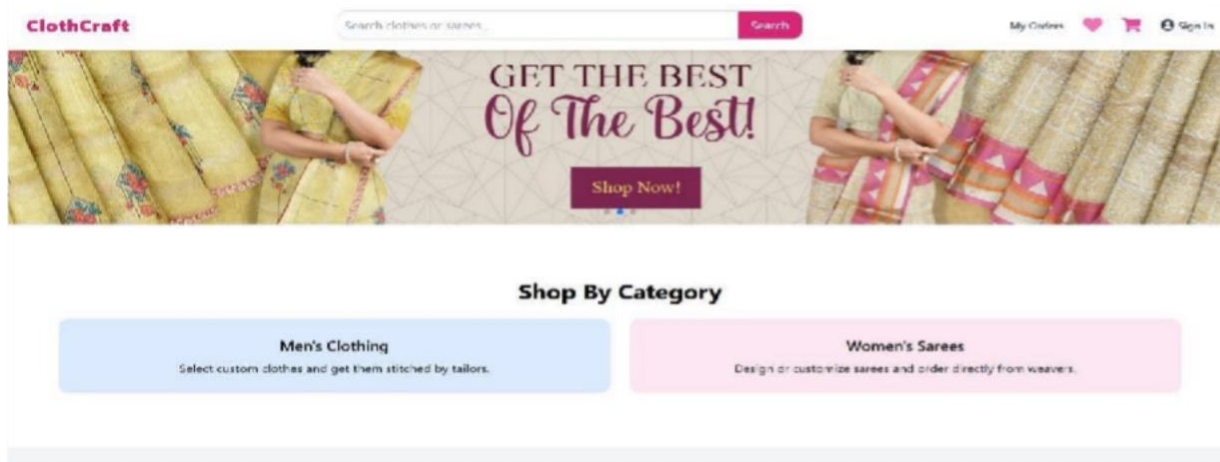 ClothCraft
Search clothes or sarees...
Search
My Orders
Sign In
GET THE BEST
Of The Best!
Shop Now!
Shop By Category
Men's Clothing
Select custom clothes and get them stitched by tailors.
Women's Sarees
Design or customize sarees and order directly from weavers.